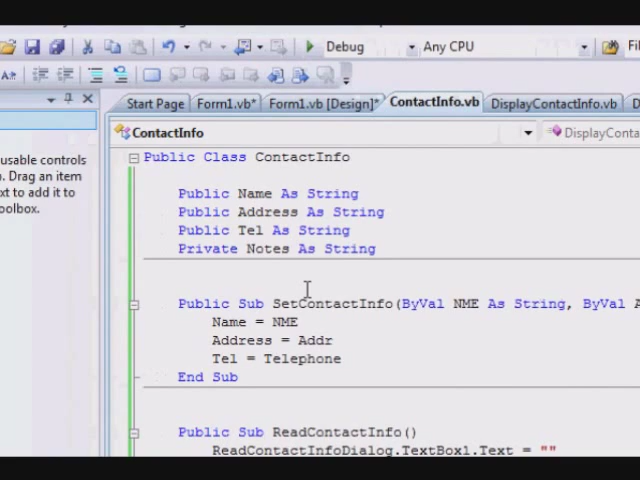 Debug Any CPU Fil
Start Page Form1.vb* Form1.vb [Design]* ContactInfo.vb DisplayContactInfo.vb D
ContactInfo DisplayConta
usable controls
. Drag an item
xt to add it to
oolbox.
Public Class ContactInfo
Public Name As String
Public Address As String
Public Tel As String
Private Notes As String
Public Sub SetContactInfo(ByVal NME As String, ByVal A
Name = NME
Address = Addr
Tel = Telephone
End Sub
Public Sub ReadContactInfo()
ReadContactInfoDialog.TextBox1.Text = ""